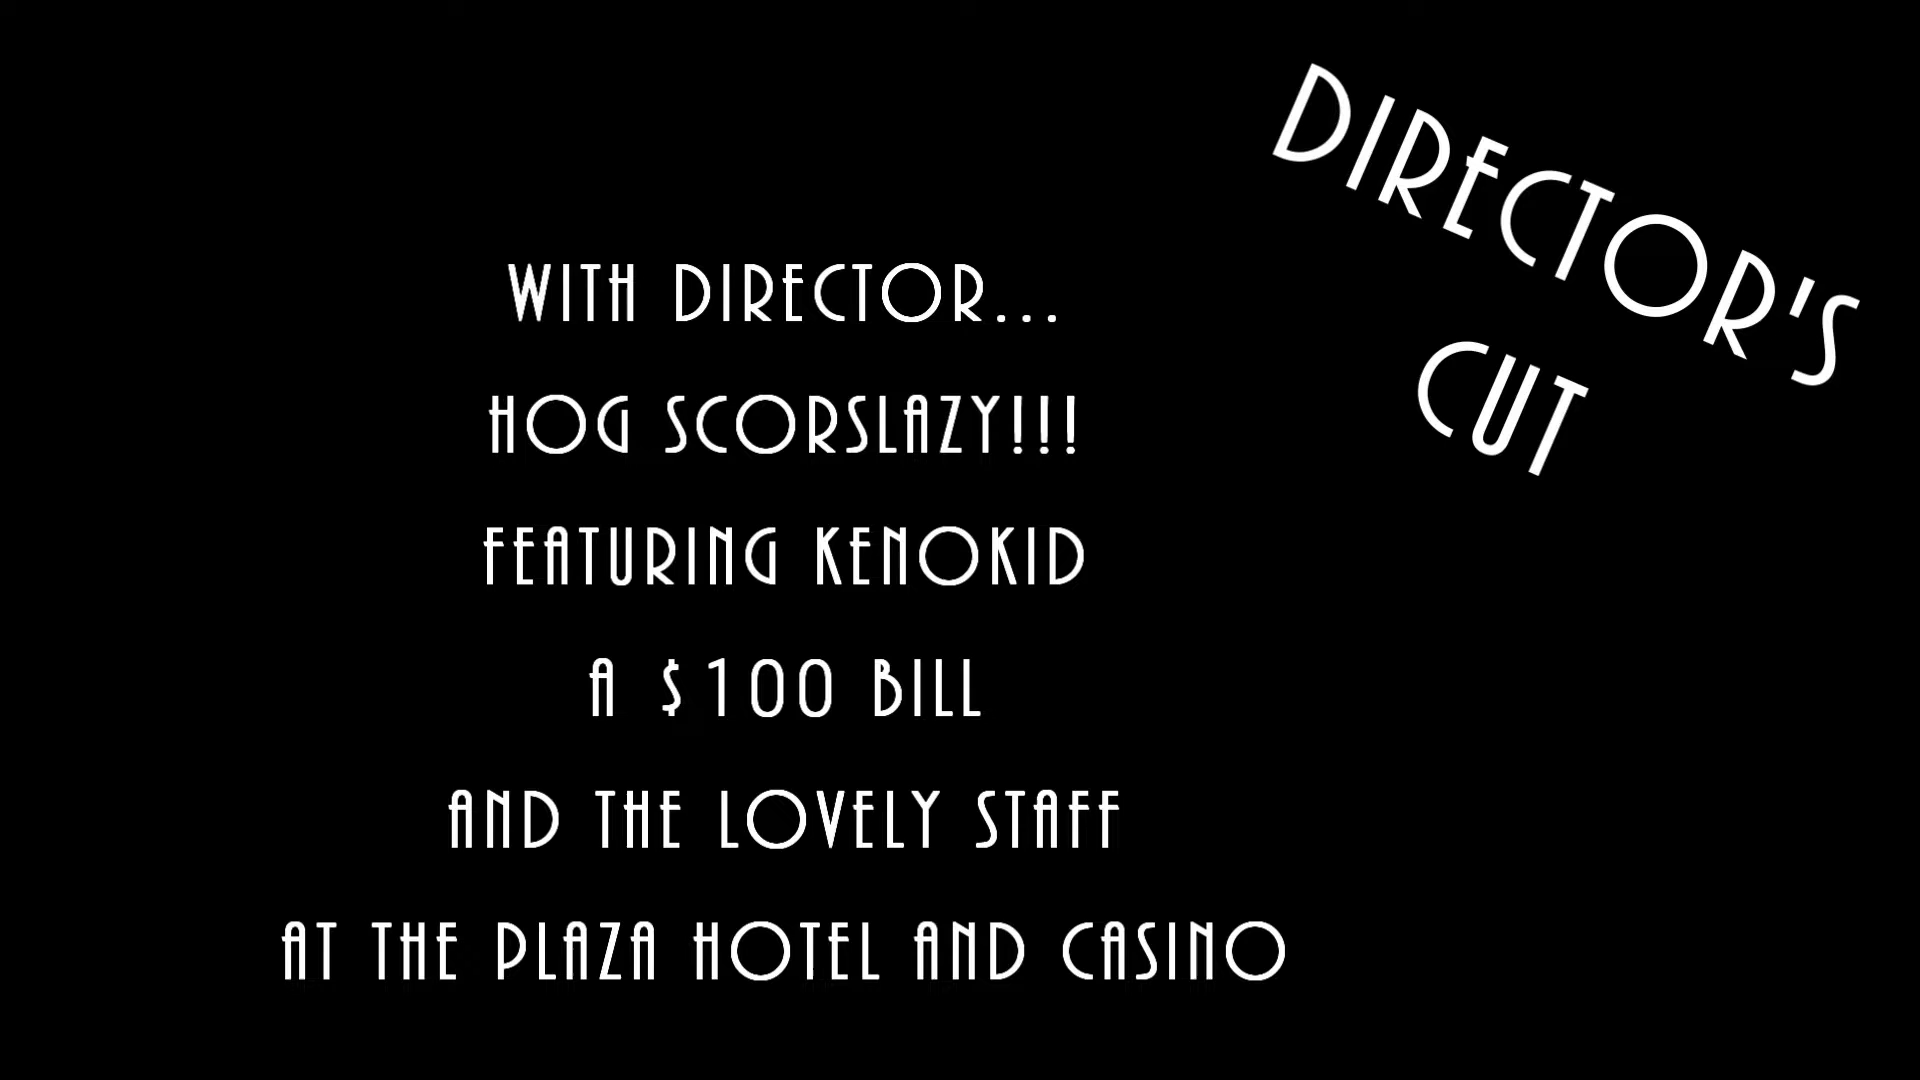 DIRECTOR'S
CUT
WITH DIRECTOR...
HOG SCORSLAZY!!!
FEATURING KENOKID
A $100 BILL
AND THE LOVELY STAFF
AT THE PLAZA HOTEL AND CASINO